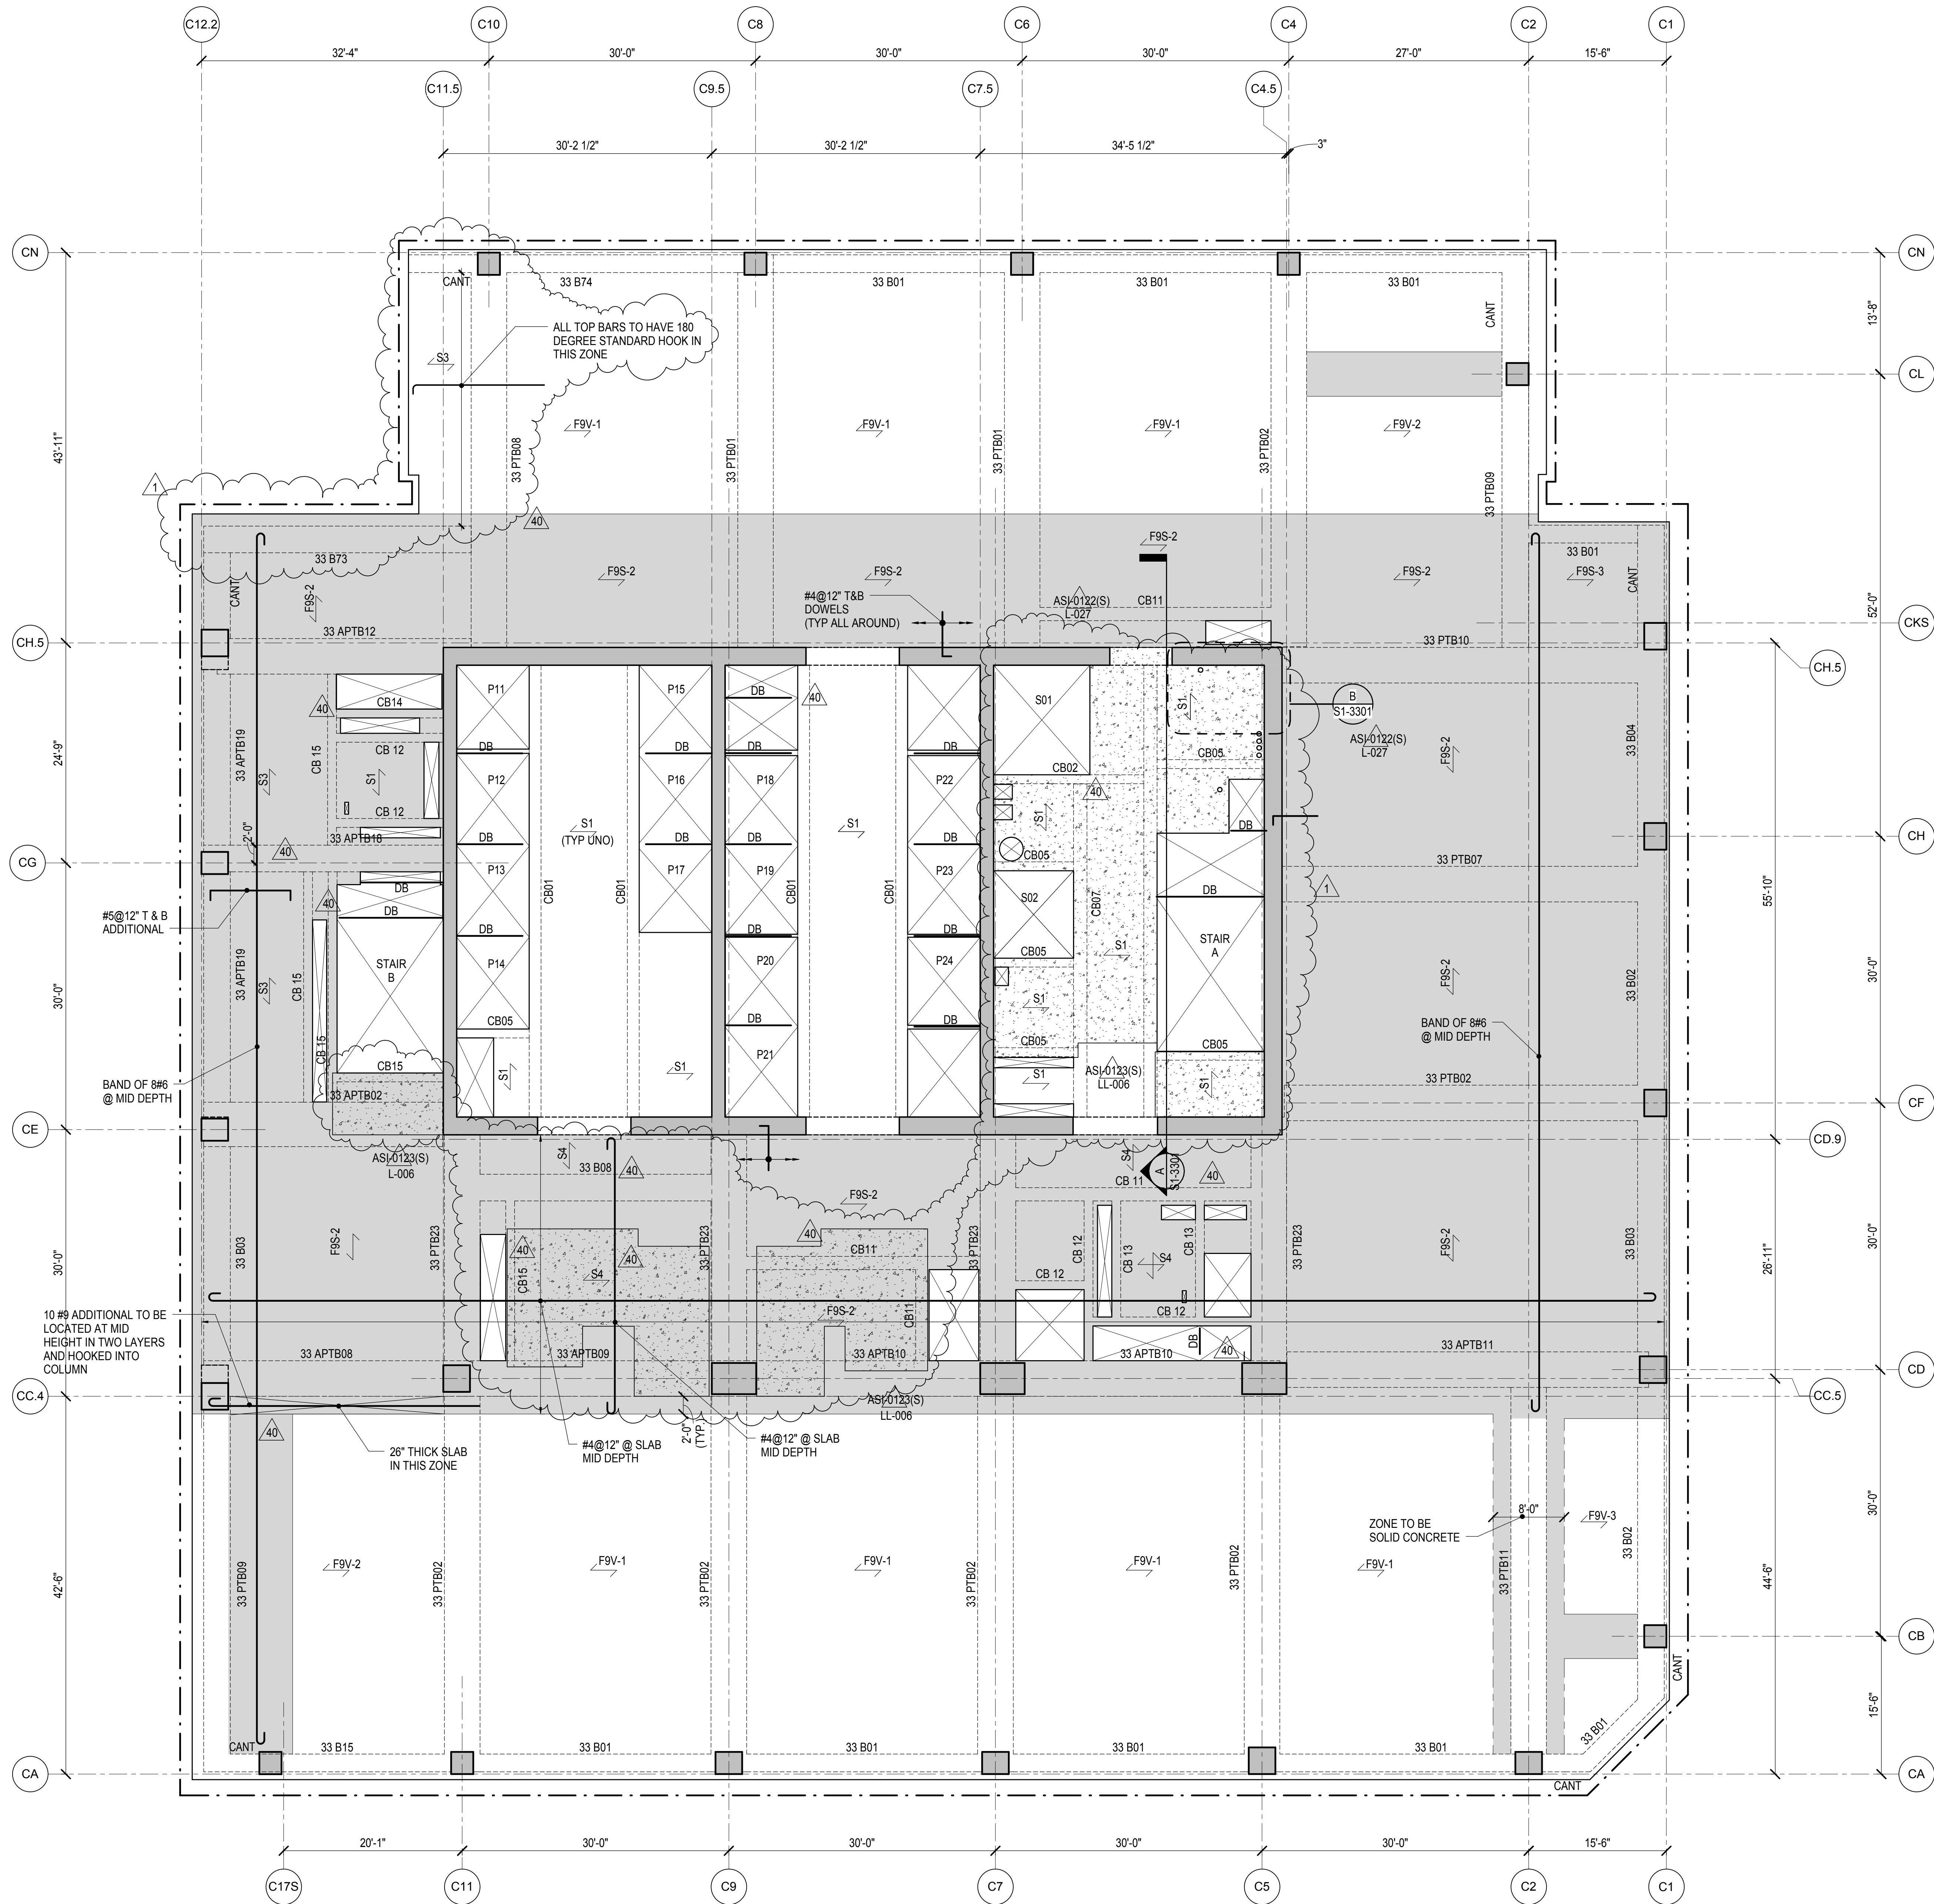 C12.2
C10
C8
C6
C4
C2
C1
32'-4"
30'-0"
30'-0"
30'-0"
27'-0"
15'-6"
C11.5
C9.5
C7.5
C4.5
30'-2 1/2"
30'-2 1/2"
34'-5 1/2"
3"
CN
CN
CANT
33 B74
33 B01
33 B01
33 B01
CANT
13'-8"
ALL TOP BARS TO HAVE 180
DEGREE STANDARD HOOK IN
THIS ZONE
S3
CL
43'-11"
F9V-1
F9V-1
F9V-1
F9V-2
33 PTB08
33 PTB01
33 PTB01
33 PTB02
33 PTB09
1
40
33 B73
CANT
F9S-2
F9S-2
F9S-2
F9S-2
F9S-2
33 B01
F9S-3
CANT
#4@12" T&B
DOWELS
(TYP ALL AROUND)
ASI-0122(S)
L-027
CB11
52'-0"
CKS
33 APTB12
33 PTB10
CH.5
CH.5
P11
P15
DB
40
S01
S1
B
S1-3301
ASI-0122(S)
L-027
CB14
40
CB 12
DB
DB
DB
DB
CB05
CB02
33 B04
F9S-2
24'-9"
33 APTB19
CB 15
S3
S1
CB 12
P12
P16
P18
P22
40
S1
33 APTB18
2'-0"
40
S1
(TYP UNO)
S1
DB
DB
DB
DB
DB
CH
CG
33 PTB07
P13
P17
P19
P23
CB05
CB01
CB01
CB01
CB01
CB07
DB
DB
DB
40
1
55'-10"
#5@12" T & B
ADDITIONAL
S02
DB
DB
DB
CB05
STAIR
B
STAIR
A
S1
P14
P20
P24
33 APTB19
S3
CB 15
30'-0"
F9S-2
33 B02
30'-0"
S1
CB05
DB
DB
BAND OF 8#6
@ MID DEPTH
CB 15
CB15
P21
CB05
CB05
S1
S1
S1
S1
ASI-0123(S)
LL-006
BAND OF 8#6
@ MID DEPTH
33 APTB02
33 PTB02
CF
CE
CD.9
ASI-0123(S)
L-006
S4
33 B08
40
S4
A
S1-3301
40
CB 11
F9S-2
F9S-2
33 B03
33 PTB23
40
40
33 PTB23
40
CB11
33 PTB23
CB 12
CB 13
CB 13
S4
33 PTB23
F9S-2
33 B03
30'-0"
30'-0"
26'-11"
CB15
S4
CB 12
CB 12
F9S-2
CB11
10 #9 ADDITIONAL TO BE
LOCATED AT MID
HEIGHT IN TWO LAYERS
AND HOOKED INTO
COLUMN
33 APTB08
33 APTB09
33 APTB10
33 APTB10
DB
40
33 APTB11
CD
CC.4
CC.5
ASI-0123(S)
LL-006
40
26" THICK SLAB
IN THIS ZONE
#4@12" @ SLAB
MID DEPTH
2'-0"
(TYP.)
#4@12" @ SLAB
MID DEPTH
8'-0"
ZONE TO BE
SOLID CONCRETE
F9V-3
30'-0"
33 PTB09
F9V-2
33 PTB02
F9V-1
33 PTB02
F9V-1
33 PTB02
F9V-1
33 PTB02
F9V-1
33 PTB11
33 B02
42'-6"
44'-6"
CB
CANT
15'-6"
CANT
33 B15
33 B01
33 B01
33 B01
33 B01
33 B01
CA
CA
CANT
20'-1"
30'-0"
30'-0"
30'-0"
30'-0"
15'-6"
C17S
C11
C9
C7
C5
C2
C1